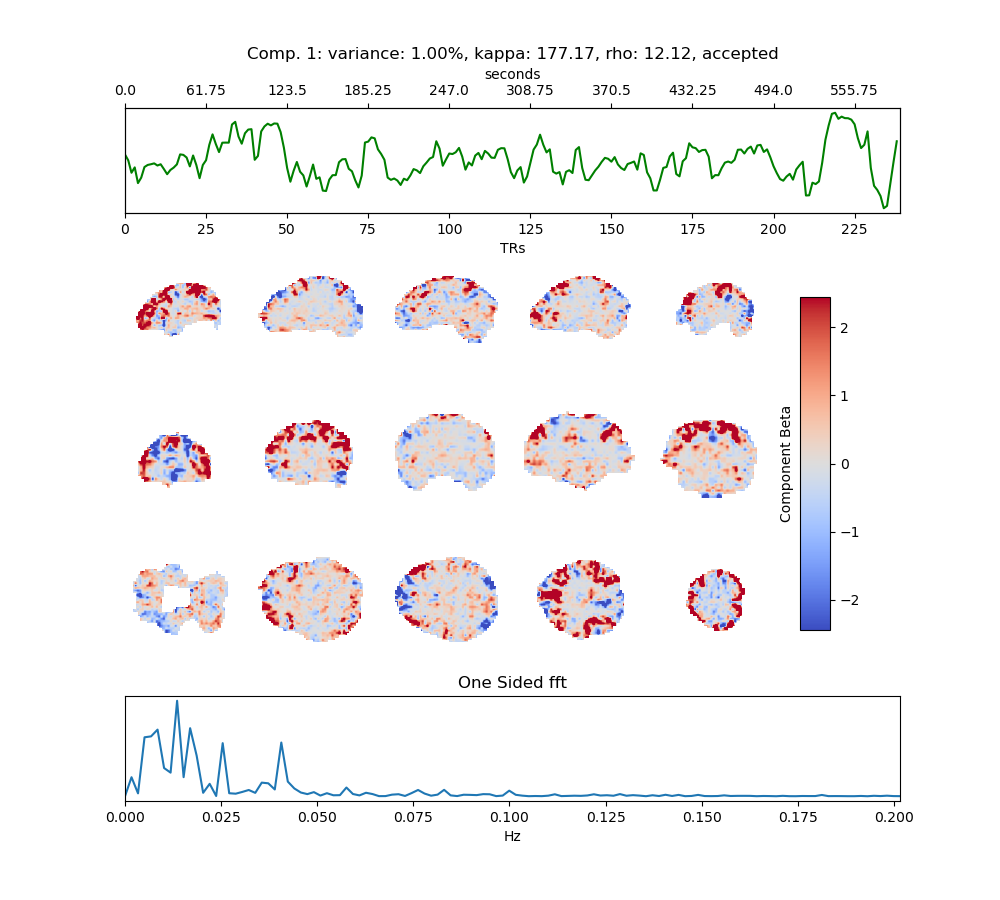 Comp. 1: variance: 1.00%, kappa: 177.17, rho: 12.12, accepted
seconds
0.0 61.75 123.5 185.25 247.0 308.75 370.5 432.25 494.0 555.75
0 25 50 75 100 125 150 175 200 225
TRs
2
1
0
−1
−2
Component Beta
One Sided fft
0.000 0.025 0.050 0.075 0.100 0.125 0.150 0.175 0.200
Hz